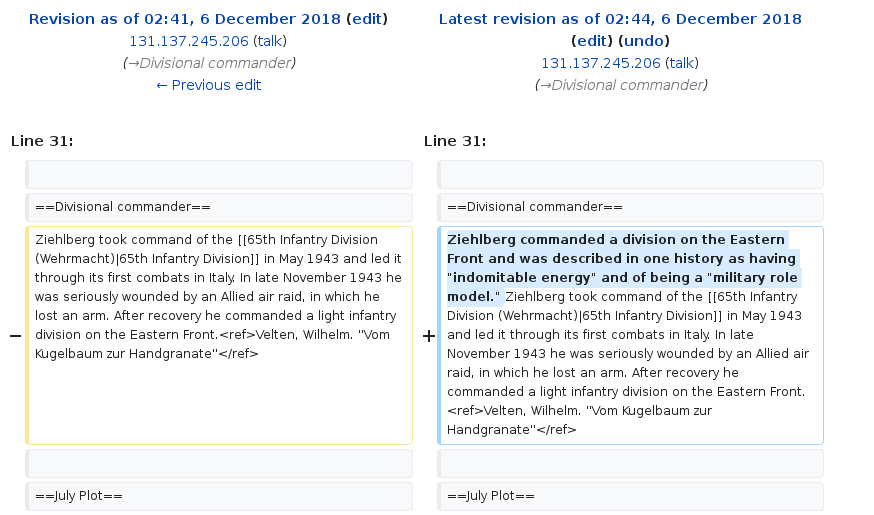 Revision as of 02:41, 6 December 2018 (edit)
131.137.245.206 (talk)
(→Divisional commander)
← Previous edit
Latest revision as of 02:44, 6 December 2018
(edit) (undo)
131.137.245.206 (talk)
(→Divisional commander)
Line 31:
Line 31:
==Divisional commander==
==Divisional commander==
−
Ziehlberg took command of the [[65th Infantry Division
(Wehrmacht)|65th Infantry Division]] in May 1943 and led it
through its first combats in Italy. In late November 1943 he
was seriously wounded by an Allied air raid, in which he
lost an arm. After recovery he commanded a light infantry
division on the Eastern Front.<ref>Velten, Wilhelm. "Vom
Kugelbaum zur Handgranate"</ref>
+
Ziehlberg commanded a division on the Eastern
Front and was described in one history as having
"indomitable energy" and of being a "military role
model." Ziehlberg took command of the [[65th Infantry
Division (Wehrmacht)|65th Infantry Division]] in May 1943
and led it through its first combats in Italy. In late
November 1943 he was seriously wounded by an Allied air
raid, in which he lost an arm. After recovery he
commanded a light infantry division on the Eastern Front.
<ref>Velten, Wilhelm. "Vom Kugelbaum zur
Handgranate"</ref>
==July Plot==
==July Plot==